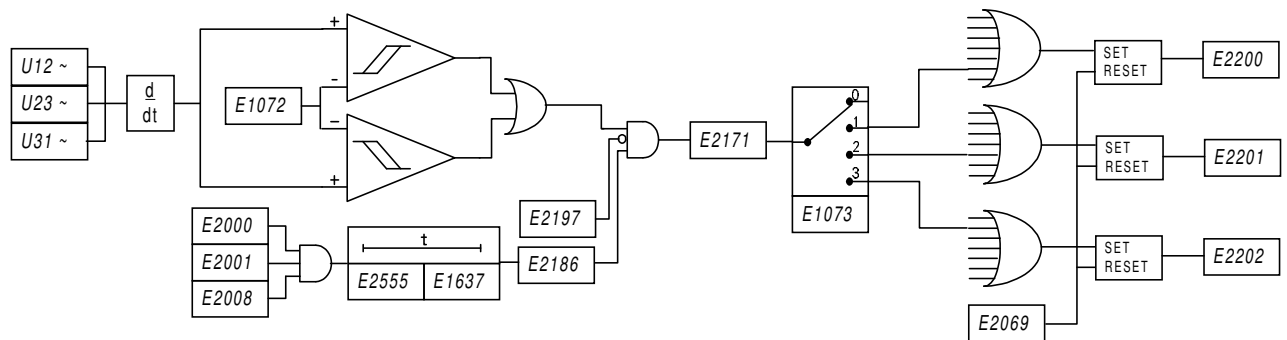 U12 ~
U23 ~
U31 ~
d
dt
+
-
E1072
-
+
E2000
E2001
E2008
t
E2555
E1637
E2197
E2186
E2171
0
1
2
3
E1073
SET
RESET
E2200
SET
RESET
E2201
SET
RESET
E2202
E2069